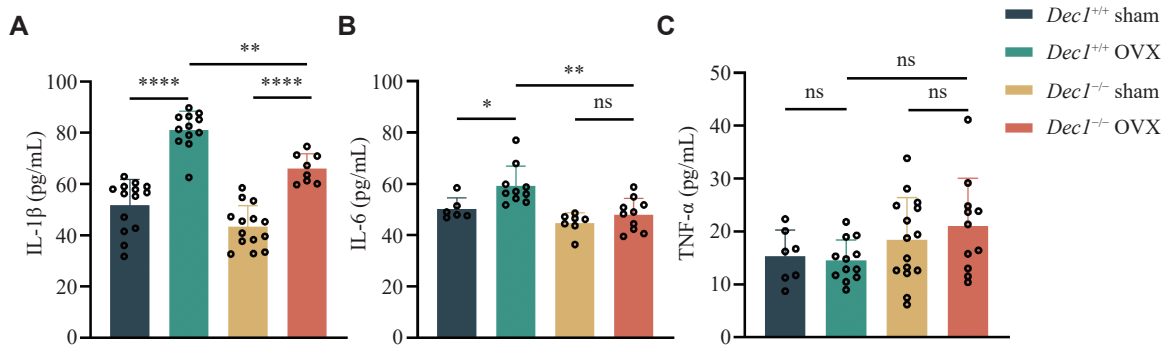 A
IL-1β (pg/mL)
100
80
60
40
20
0
****
**
****
B
IL-6 (pg/mL)
100
80
60
40
20
0
*
**
ns
C
TNF-α (pg/mL)
50
40
30
20
10
0
ns
ns
ns
Dec1+/+ sham
Dec1+/+ OVX
Dec1−/− sham
Dec1−/− OVX